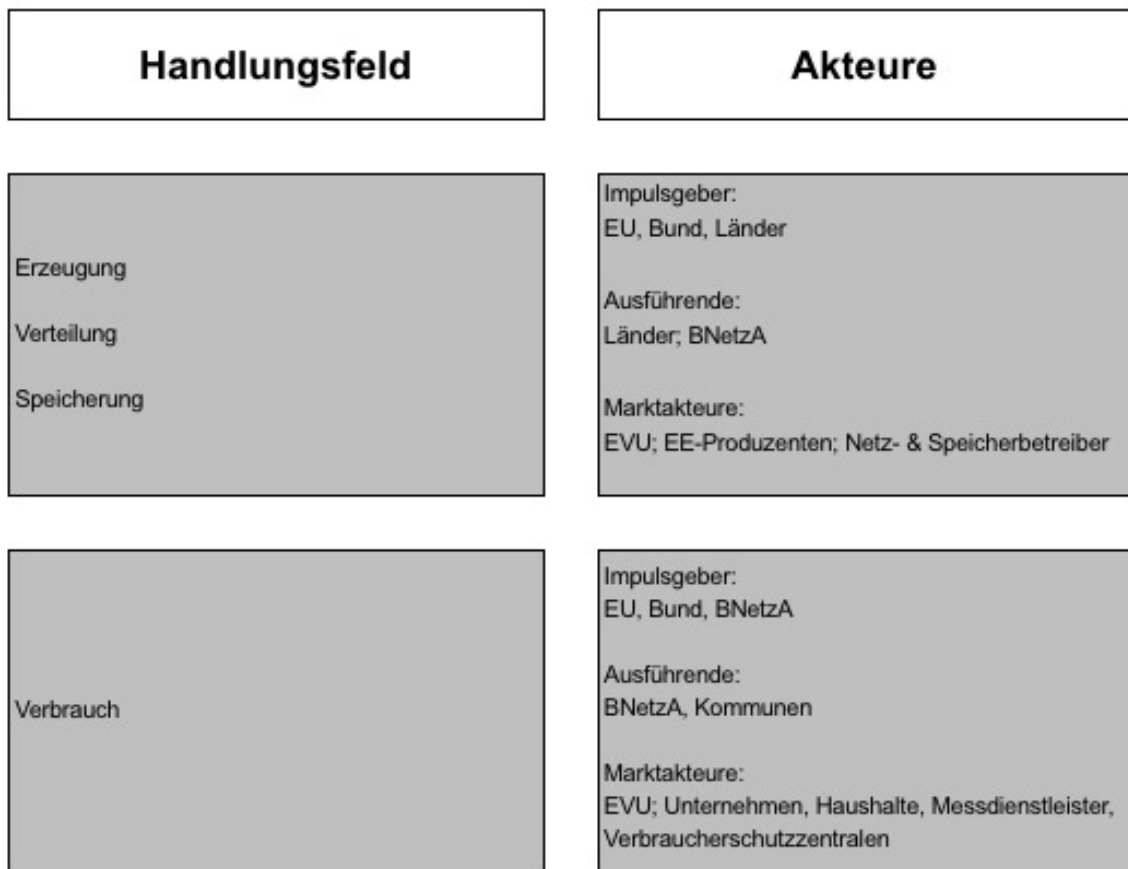 Handlungsfeld
Akteure
Erzeugung
Verteilung
Speicherung
Impulsgeber:
EU, Bund, Länder
Ausführende:
Länder; BNetzA
Marktakteure:
EVU; EE-Produzenten; Netz- & Speicherbetreiber
Verbrauch
Impulsgeber:
EU, Bund, BNetzA
Ausführende:
BNetzA, Kommunen
Marktakteure:
EVU; Unternehmen, Haushalte, Messdienstleister,
Verbraucherschutzzentralen